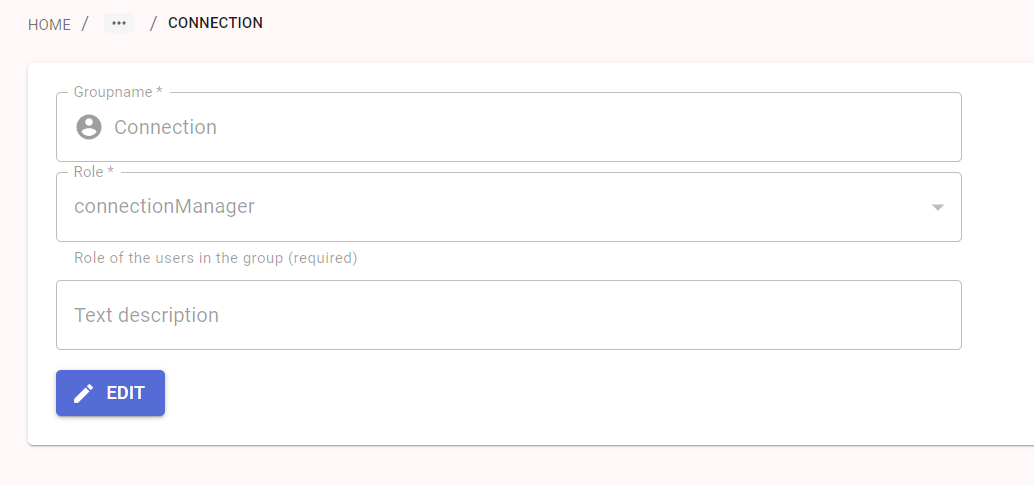 HOME / ••• / CONNECTION
Groupname *
Connection
Role *
connectionManager
Role of the users in the group (required)
Text description
EDIT